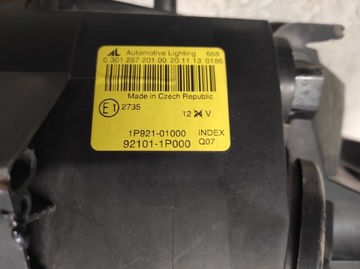 AL Automotive Lighting 668
0 301 257 201 00 20.11.13 0186
Made in Czech Republic
E1 2735
12 24 V
1P921-01000 INDEX
92101-1P000 Q07